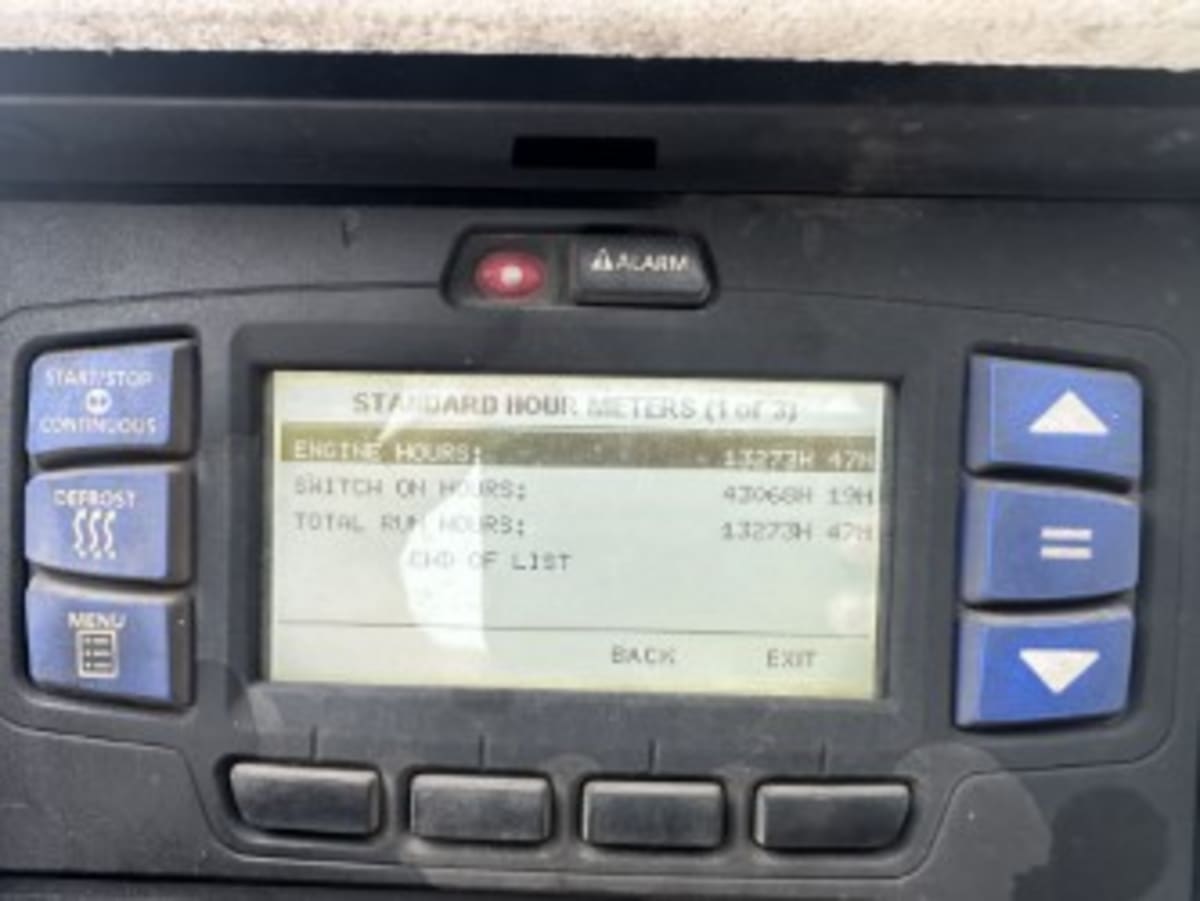 ⚠ALARM
START/STOP
CONTINUOUS
DEFROST
MENU
STANDARD HOUR METERS (1 of 3)
ENGINE HOURS: 13273H 47M
SWITCH ON HOURS: 43068H 19M
TOTAL RUN HOURS: 13273H 47M
END OF LIST
BACK EXIT